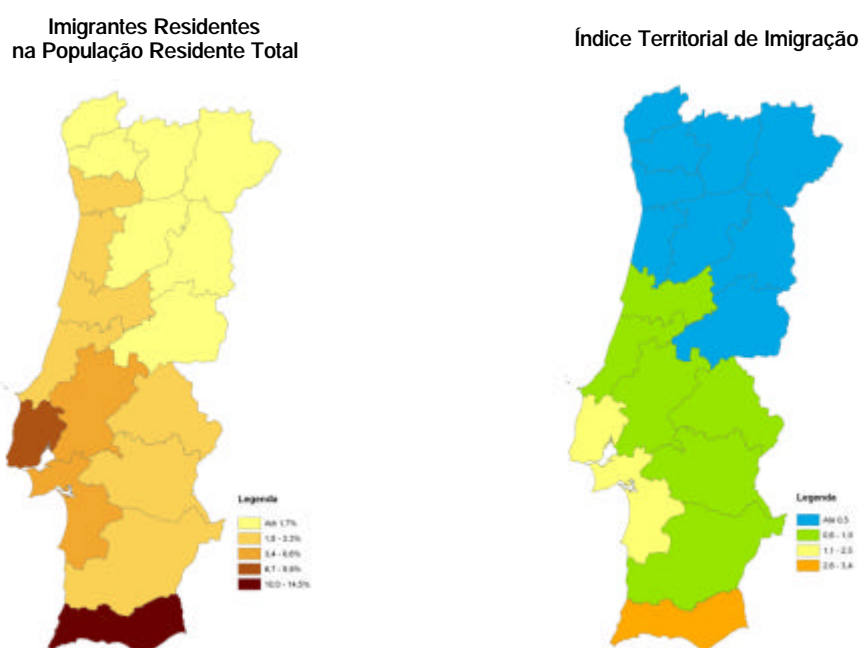 Imigrantes Residentes
na População Residente Total
Índice Territorial de Imigração
Legenda
Até 1,7%
1,8 - 3,3%
3,4 - 6,6%
6,7 - 9,9%
10,0 - 14,5%
Legenda
Até 0,5
0,6 - 1,0
1,1 - 2,5
2,6 - 3,4